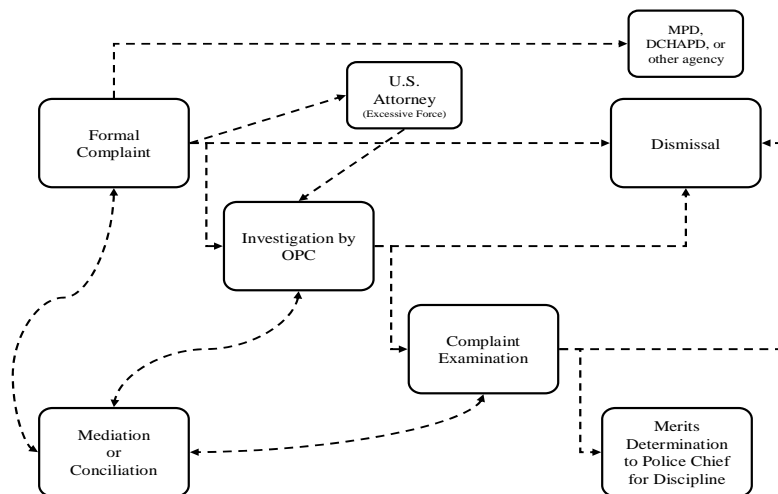 MPD,
DCHAPD, or
other agency
U.S.
Attorney
(Excessive Force)
Formal
Complaint
Dismissal
Investigation by
OPC
Complaint
Examination
Mediation
or
Conciliation
Merits
Determination
to Police Chief
for Discipline